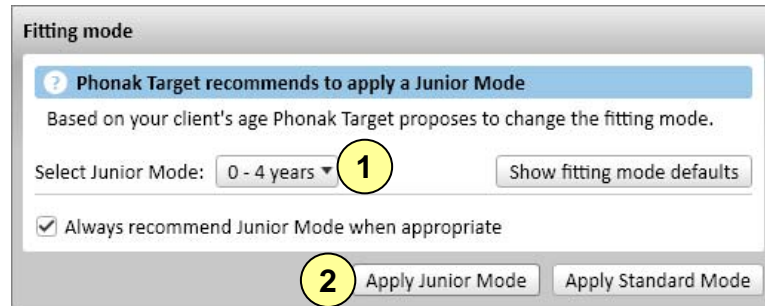 Fitting mode
? Phonak Target recommends to apply a Junior Mode
Based on your client's age Phonak Target proposes to change the fitting mode.
Select Junior Mode: 0 - 4 years 1 Show fitting mode defaults
Always recommend Junior Mode when appropriate
2 Apply Junior Mode Apply Standard Mode